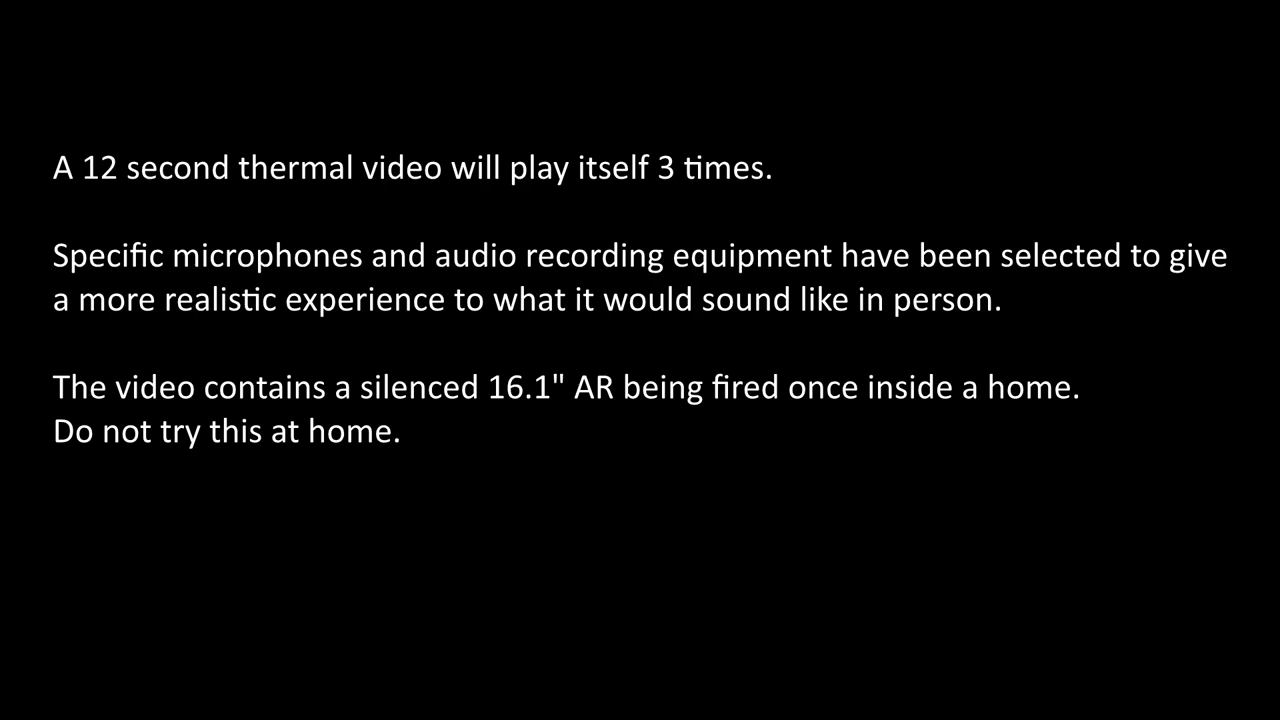 A 12 second thermal video will play itself 3 times.
Specific microphones and audio recording equipment have been selected to give
a more realistic experience to what it would sound like in person.
The video contains a silenced 16.1" AR being fired once inside a home.
Do not try this at home.